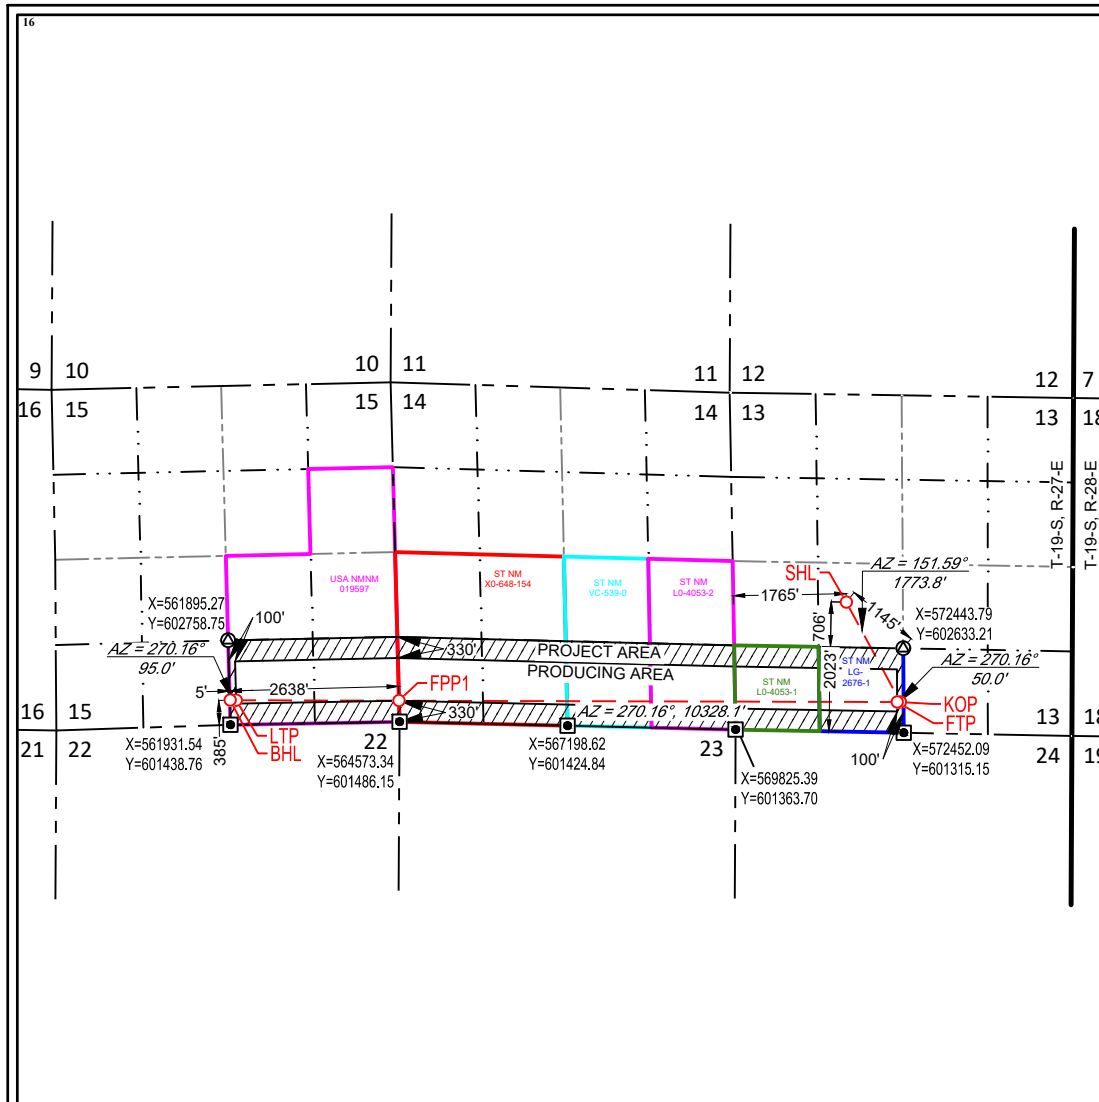 16
9 10
10 11
11 12
12 7
16 15
15 14
14 13
13 18
T-19-S, R-27-E
T-19-S, R-28-E
USA NMNM
019597
ST NM
X0-648-154
ST NM
VC-539-0
ST NM
L0-4053-2
SHL
AZ = 151.59°
1773.8'
1765'
1145'
706'
X=561895.27
Y=602758.75
100'
X=572443.79
Y=602633.21
AZ = 270.16°
95.0'
330'
PROJECT AREA
PRODUCING AREA
2023'
ST NM
LG-
2676-1
AZ = 270.16°
50.0'
5'
2638'
FPP1
ST NM
L0-4053-1
KOP
FTP
330'
AZ = 270.16°, 10328.1'
LTP
BHL
385'
16 15
21 22
22
23
13 18
24 19
100'
X=561931.54
Y=601438.76
X=564573.34
Y=601486.15
X=567198.62
Y=601424.84
X=569825.39
Y=601363.70
X=572452.09
Y=601315.15